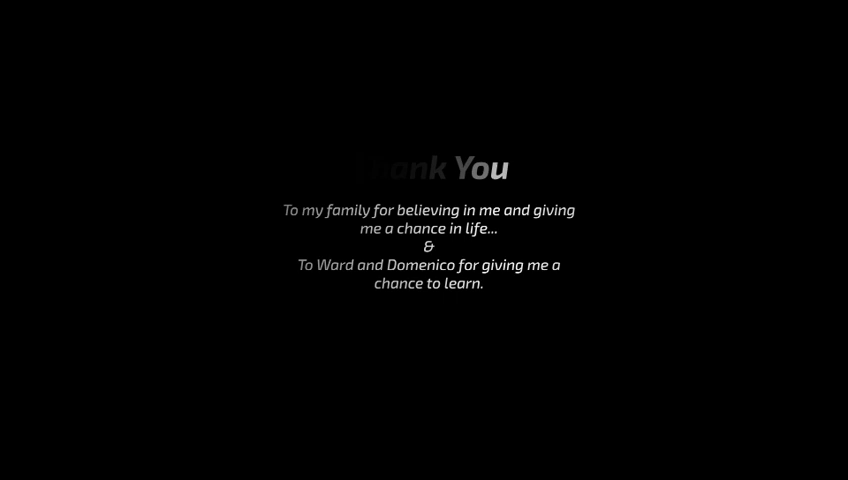 Thank You
To my family for believing in me and giving
me a chance in life...
&
To Ward and Domenico for giving me a
chance to learn.